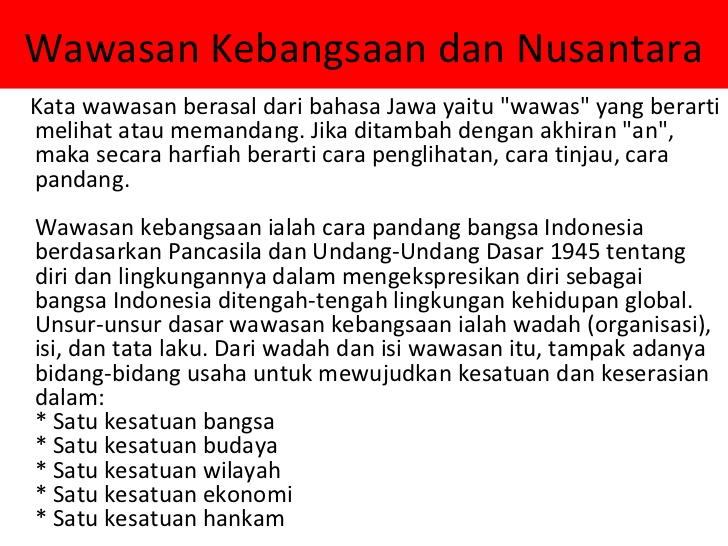 Wawasan Kebangsaan dan Nusantara
Kata wawasan berasal dari bahasa Jawa yaitu "wawas" yang berarti
melihat atau memandang. Jika ditambah dengan akhiran "an",
maka secara harfiah berarti cara penglihatan, cara tinjau, cara
pandang.
Wawasan kebangsaan ialah cara pandang bangsa Indonesia
berdasarkan Pancasila dan Undang-Undang Dasar 1945 tentang
diri dan lingkungannya dalam mengekspresikan diri sebagai
bangsa Indonesia ditengah-tengah lingkungan kehidupan global.
Unsur-unsur dasar wawasan kebangsaan ialah wadah (organisasi),
isi, dan tata laku. Dari wadah dan isi wawasan itu, tampak adanya
bidang-bidang usaha untuk mewujudkan kesatuan dan keserasian
dalam:
* Satu kesatuan bangsa
* Satu kesatuan budaya
* Satu kesatuan wilayah
* Satu kesatuan ekonomi
* Satu kesatuan hankam